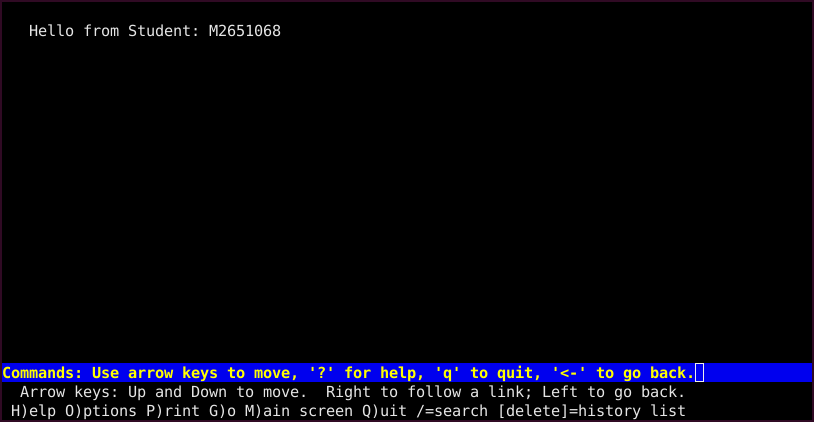 Hello from Student: M2651068
Commands: Use arrow keys to move, '?' for help, 'q' to quit, '<-' to go back.
Arrow keys: Up and Down to move.  Right to follow a link; Left to go back.
H)elp O)ptions P)rint G)o M)ain screen Q)uit /=search [delete]=history list